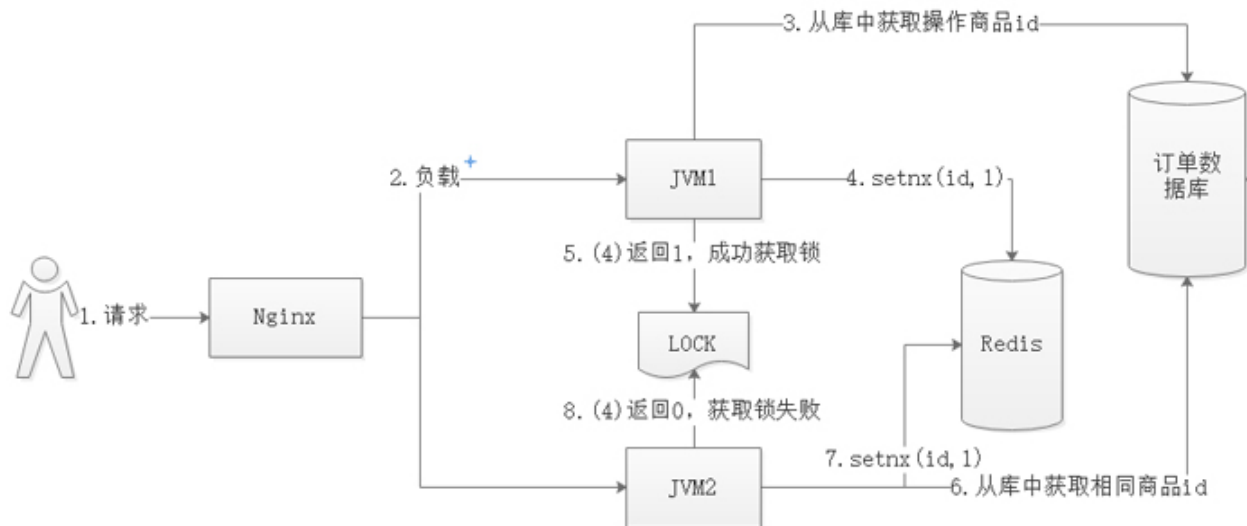 3.从库中获取操作商品id
订单数
据库
2.负载
JVM1
4.setnx(id,1)
5.(4)返回1，成功获取锁
1.请求
Nginx
LOCK
Redis
8.(4)返回0，获取锁失败
7.setnx(id,1)
JVM2
6.从库中获取相同商品id